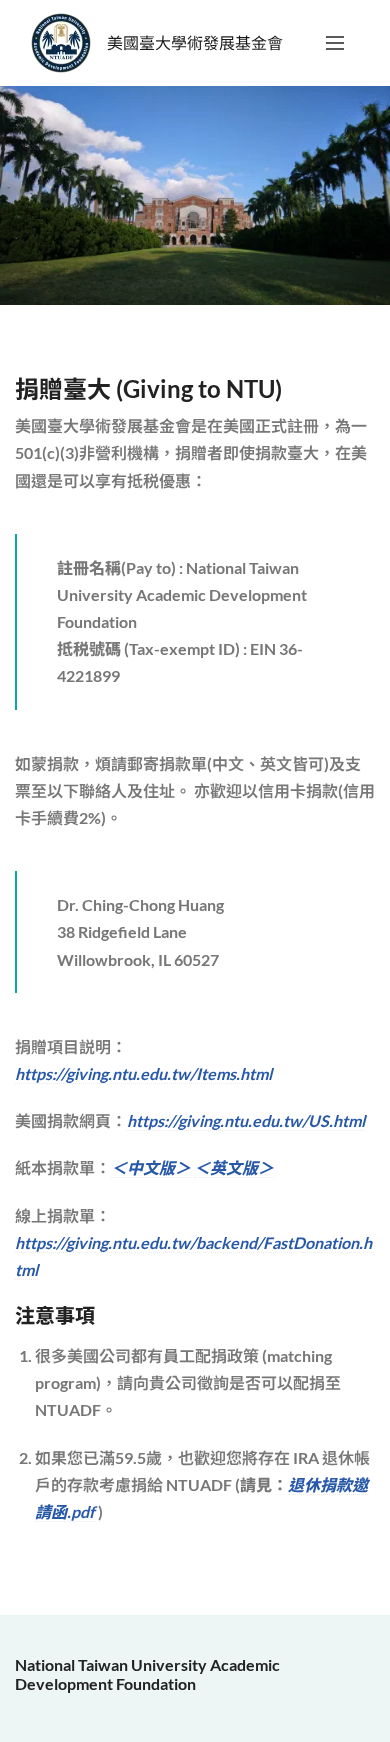 NATIONAL TAIWAN UNIVERSITY
NTUADF
美國臺大學術發展基金會
捐贈臺大 (Giving to NTU)
美國臺大學術發展基金會是在美國正式註冊，為一
501(c)(3)非營利機構，捐贈者即使捐款臺大，在美
國還是可以享有抵税優惠：
註冊名稱(Pay to) : National Taiwan
University Academic Development
Foundation
抵税號碼 (Tax-exempt ID) : EIN 36-
4221899
如蒙捐款，煩請郵寄捐款單(中文、英文皆可)及支
票至以下聯絡人及住址。 亦歡迎以信用卡捐款(信用
卡手續費2%)。
Dr. Ching-Chong Huang
38 Ridgefield Lane
Willowbrook, IL 60527
捐贈項目説明：
https://giving.ntu.edu.tw/Items.html
美國捐款網頁：https://giving.ntu.edu.tw/US.html
紙本捐款單：＜中文版＞ ＜英文版＞
線上捐款單：
https://giving.ntu.edu.tw/backend/FastDonation.h
tml
注意事項
1. 很多美國公司都有員工配捐政策 (matching
program)，請向貴公司徵詢是否可以配捐至
NTUADF。
2. 如果您已滿59.5歲，也歡迎您將存在 IRA 退休帳
戶的存款考慮捐給 NTUADF (請見：退休捐款邀
請函.pdf )
National Taiwan University Academic
Development Foundation